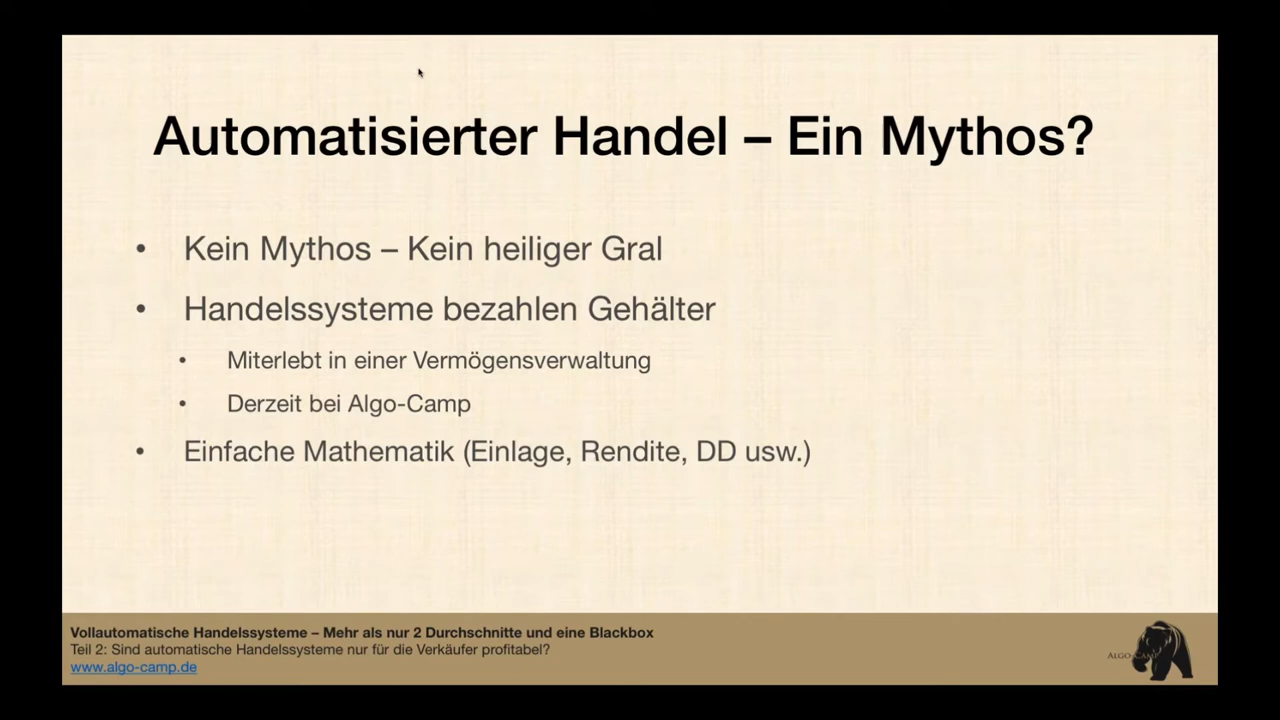 Automatisierter Handel – Ein Mythos?
• Kein Mythos – Kein heiliger Gral
• Handelssysteme bezahlen Gehälter
• Miterlebt in einer Vermögensverwaltung
• Derzeit bei Algo-Camp
• Einfache Mathematik (Einlage, Rendite, DD usw.)
Vollautomatische Handelssysteme – Mehr als nur 2 Durchschnitte und eine Blackbox
Teil 2: Sind automatische Handelssysteme nur für die Verkäufer profitabel?
www.algo-camp.de
ALGO-CAMP